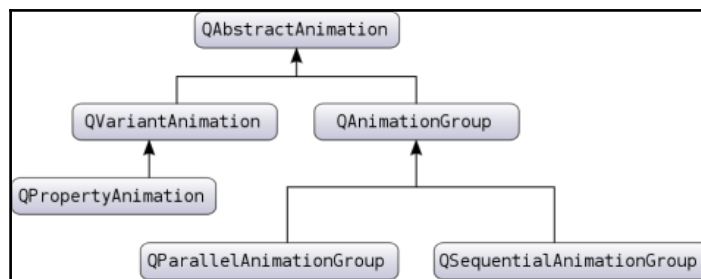 QAbstractAnimation
QVariantAnimation
QAnimationGroup
QPropertyAnimation
QParallelAnimationGroup
QSequentialAnimationGroup